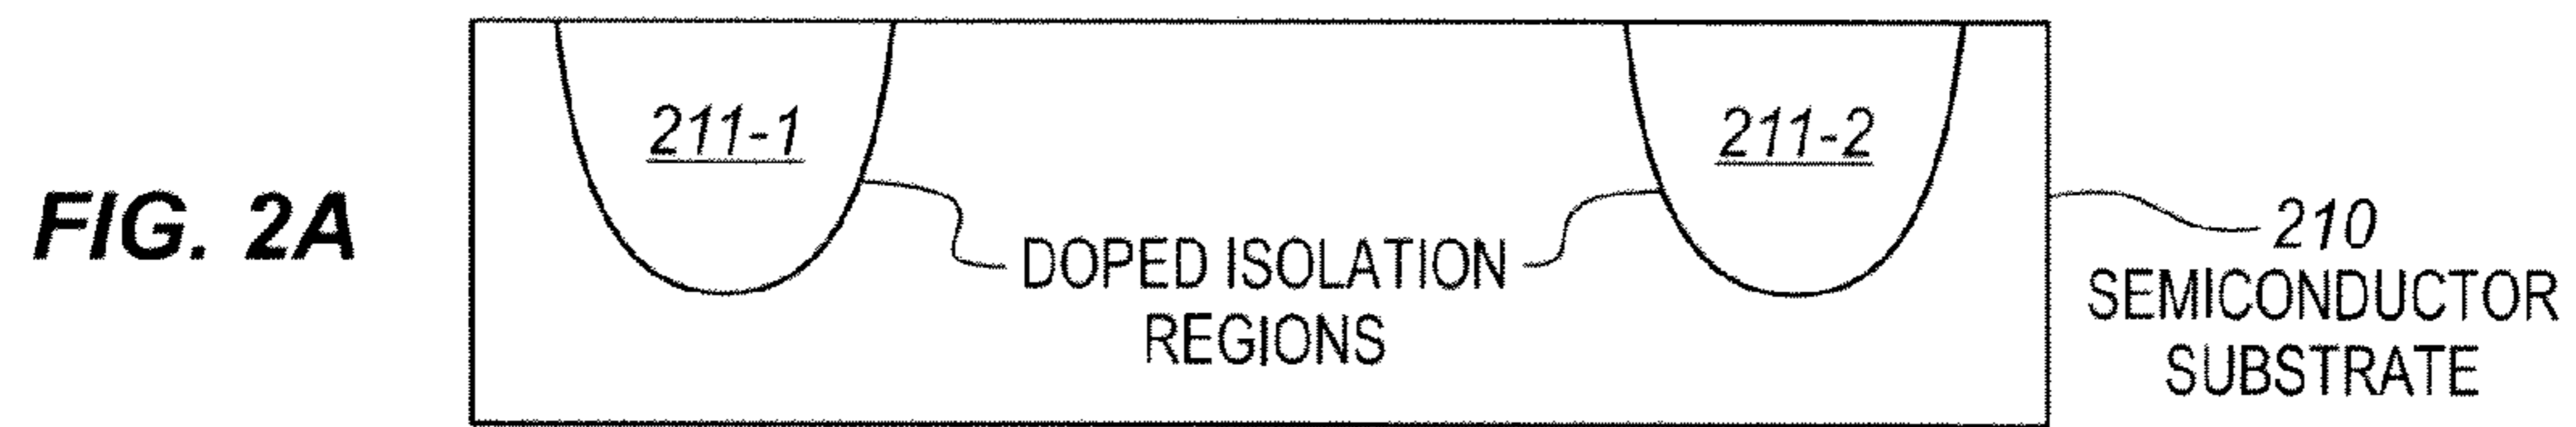 FIG. 2A
211-1
211-2
DOPED ISOLATION
REGIONS
210
SEMICONDUCTOR
SUBSTRATE